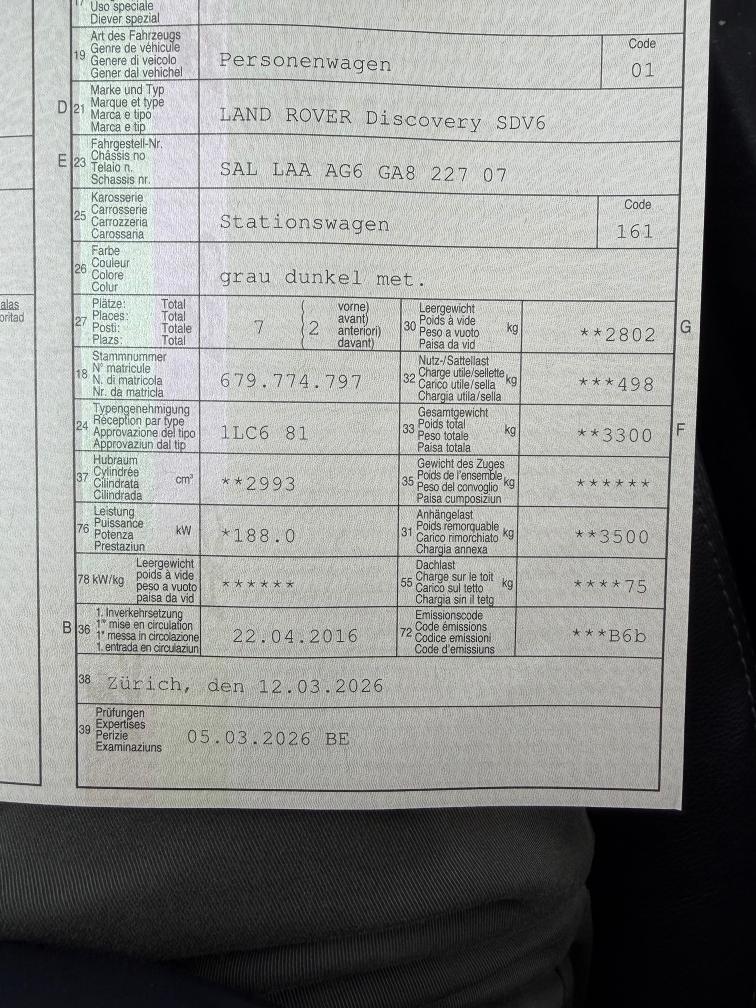 17 Uso speciale
Diever spezial
19 Art des Fahrzeugs
Genre de véhicule
Genere di veicolo
Gener dal vehichel
Personenwagen
Code
01
D 21 Marke und Typ
Marque et type
Marca e tipo
Marca e tip
LAND ROVER Discovery SDV6
E 23 Fahrgestell-Nr.
Châssis no
Telaio n.
Schassis nr.
SAL LAA AG6 GA8 227 07
25 Karosserie
Carrosserie
Carrozzeria
Carossaria
Stationswagen
Code
161
26 Farbe
Couleur
Colore
Colur
grau dunkel met.
alas
oritad
27 Plätze: Total
Places: Total
Posti: Totale
Plazs: Total
7 ( 2
vorne)
avant)
anteriori)
davant)
30 Leergewicht
Poids à vide
Peso a vuoto
Paisa da vid
kg
**2802
G
18 Stammnummer
N° matricule
N. di matricola
Nr. da matricla
679.774.797
32 Nutz-/Sattellast
Charge utile/sellette
Carico utile/sella
Chargia utila/sella
kg
***498
24 Typengenehmigung
Réception par type
Approvazione del tipo
Approvaziun dal tip
1LC6 81
33 Gesamtgewicht
Poids total
Peso totale
Paisa totala
kg
**3300
F
37 Hubraum
Cylindrée
Cilindrata
Cilindrada
cm³
**2993
35 Gewicht des Zuges
Poids de l'ensemble
Peso del convoglio
Paisa cumposiziun
kg
******
76 Leistung
Puissance
Potenza
Prestaziun
kW
*188.0
31 Anhängelast
Poids remorquable
Carico rimorchiato
Chargia annexa
kg
**3500
78 kW/kg
Leergewicht
poids à vide
peso a vuoto
paisa da vid
******
55 Dachlast
Charge sur le toit
Carico sul tetto
Chargia sin il tetg
kg
****75
B 36 1. Inverkehrsetzung
1re mise en circulation
1a messa in circolazione
1. entrada en circulaziun
22.04.2016
72 Emissionscode
Code émissions
Codice emissioni
Code d'emissiuns
***B6b
38 Zürich, den 12.03.2026
39 Prüfungen
Expertises
Perizie
Examinaziuns
05.03.2026 BE